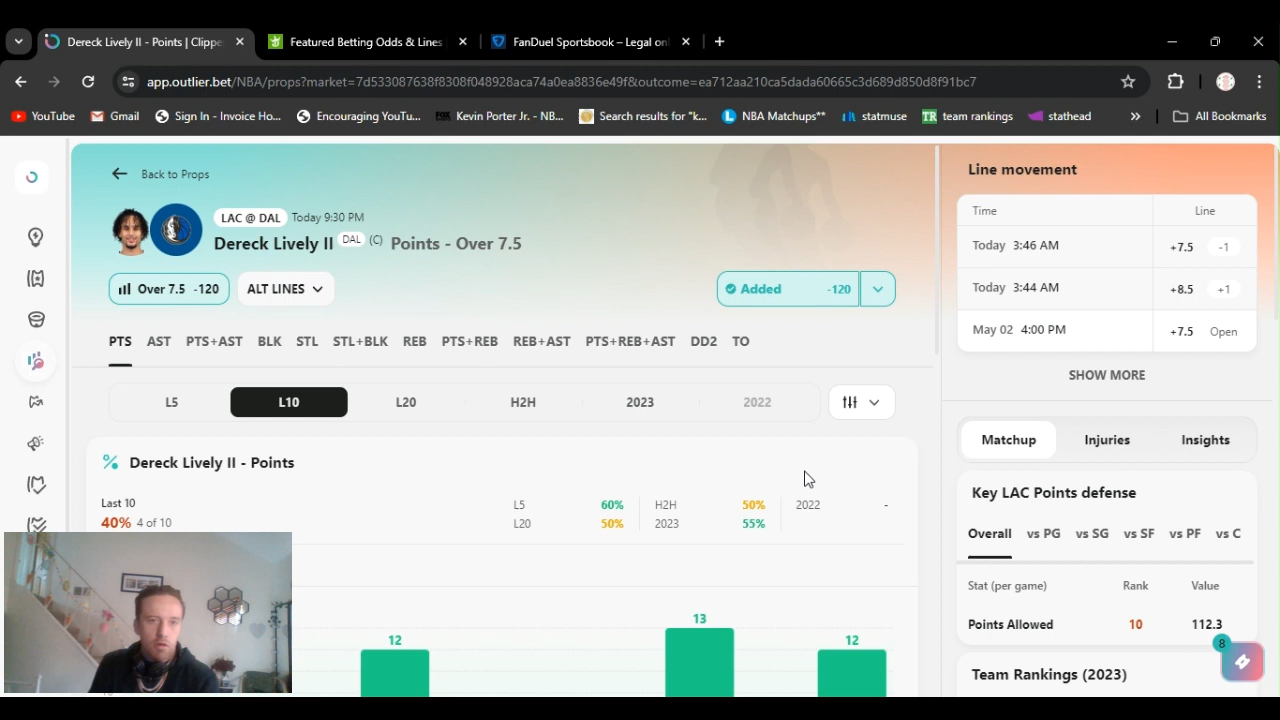 Dereck Lively II - Points | Clippe
Featured Betting Odds & Lines
FanDuel Sportsbook – Legal onl
app.outlier.bet/NBA/props?market=7d533087638f8308f048928aca74a0ea8836e49f&outcome=ea712aa210ca5dada60665c3d689d850d8f91bc7
YouTube
Gmail
Sign In - Invoice Ho...
Encouraging YouTu...
Kevin Porter Jr. - NB...
Search results for "k...
NBA Matchups**
statmuse
team rankings
stathead
All Bookmarks
Back to Props
LAC @ DAL Today 9:30 PM
Dereck Lively II DAL (C) Points - Over 7.5
Over 7.5 -120
ALT LINES
Added -120
PTS AST PTS+AST BLK STL STL+BLK REB PTS+REB REB+AST PTS+REB+AST DD2 TO
L5 L10 L20 H2H 2023 2022
Dereck Lively II - Points
Last 10
40% 4 of 10
L5 60% H2H 50% 2022 -
L20 50% 2023 55%
12
13
12
Line movement
Time Line
Today 3:46 AM +7.5 -1
Today 3:44 AM +8.5 +1
May 02 4:00 PM +7.5 Open
SHOW MORE
Matchup Injuries Insights
Key LAC Points defense
Overall vs PG vs SG vs SF vs PF vs C
Stat (per game) Rank Value
Points Allowed 10 112.3
8
Team Rankings (2023)